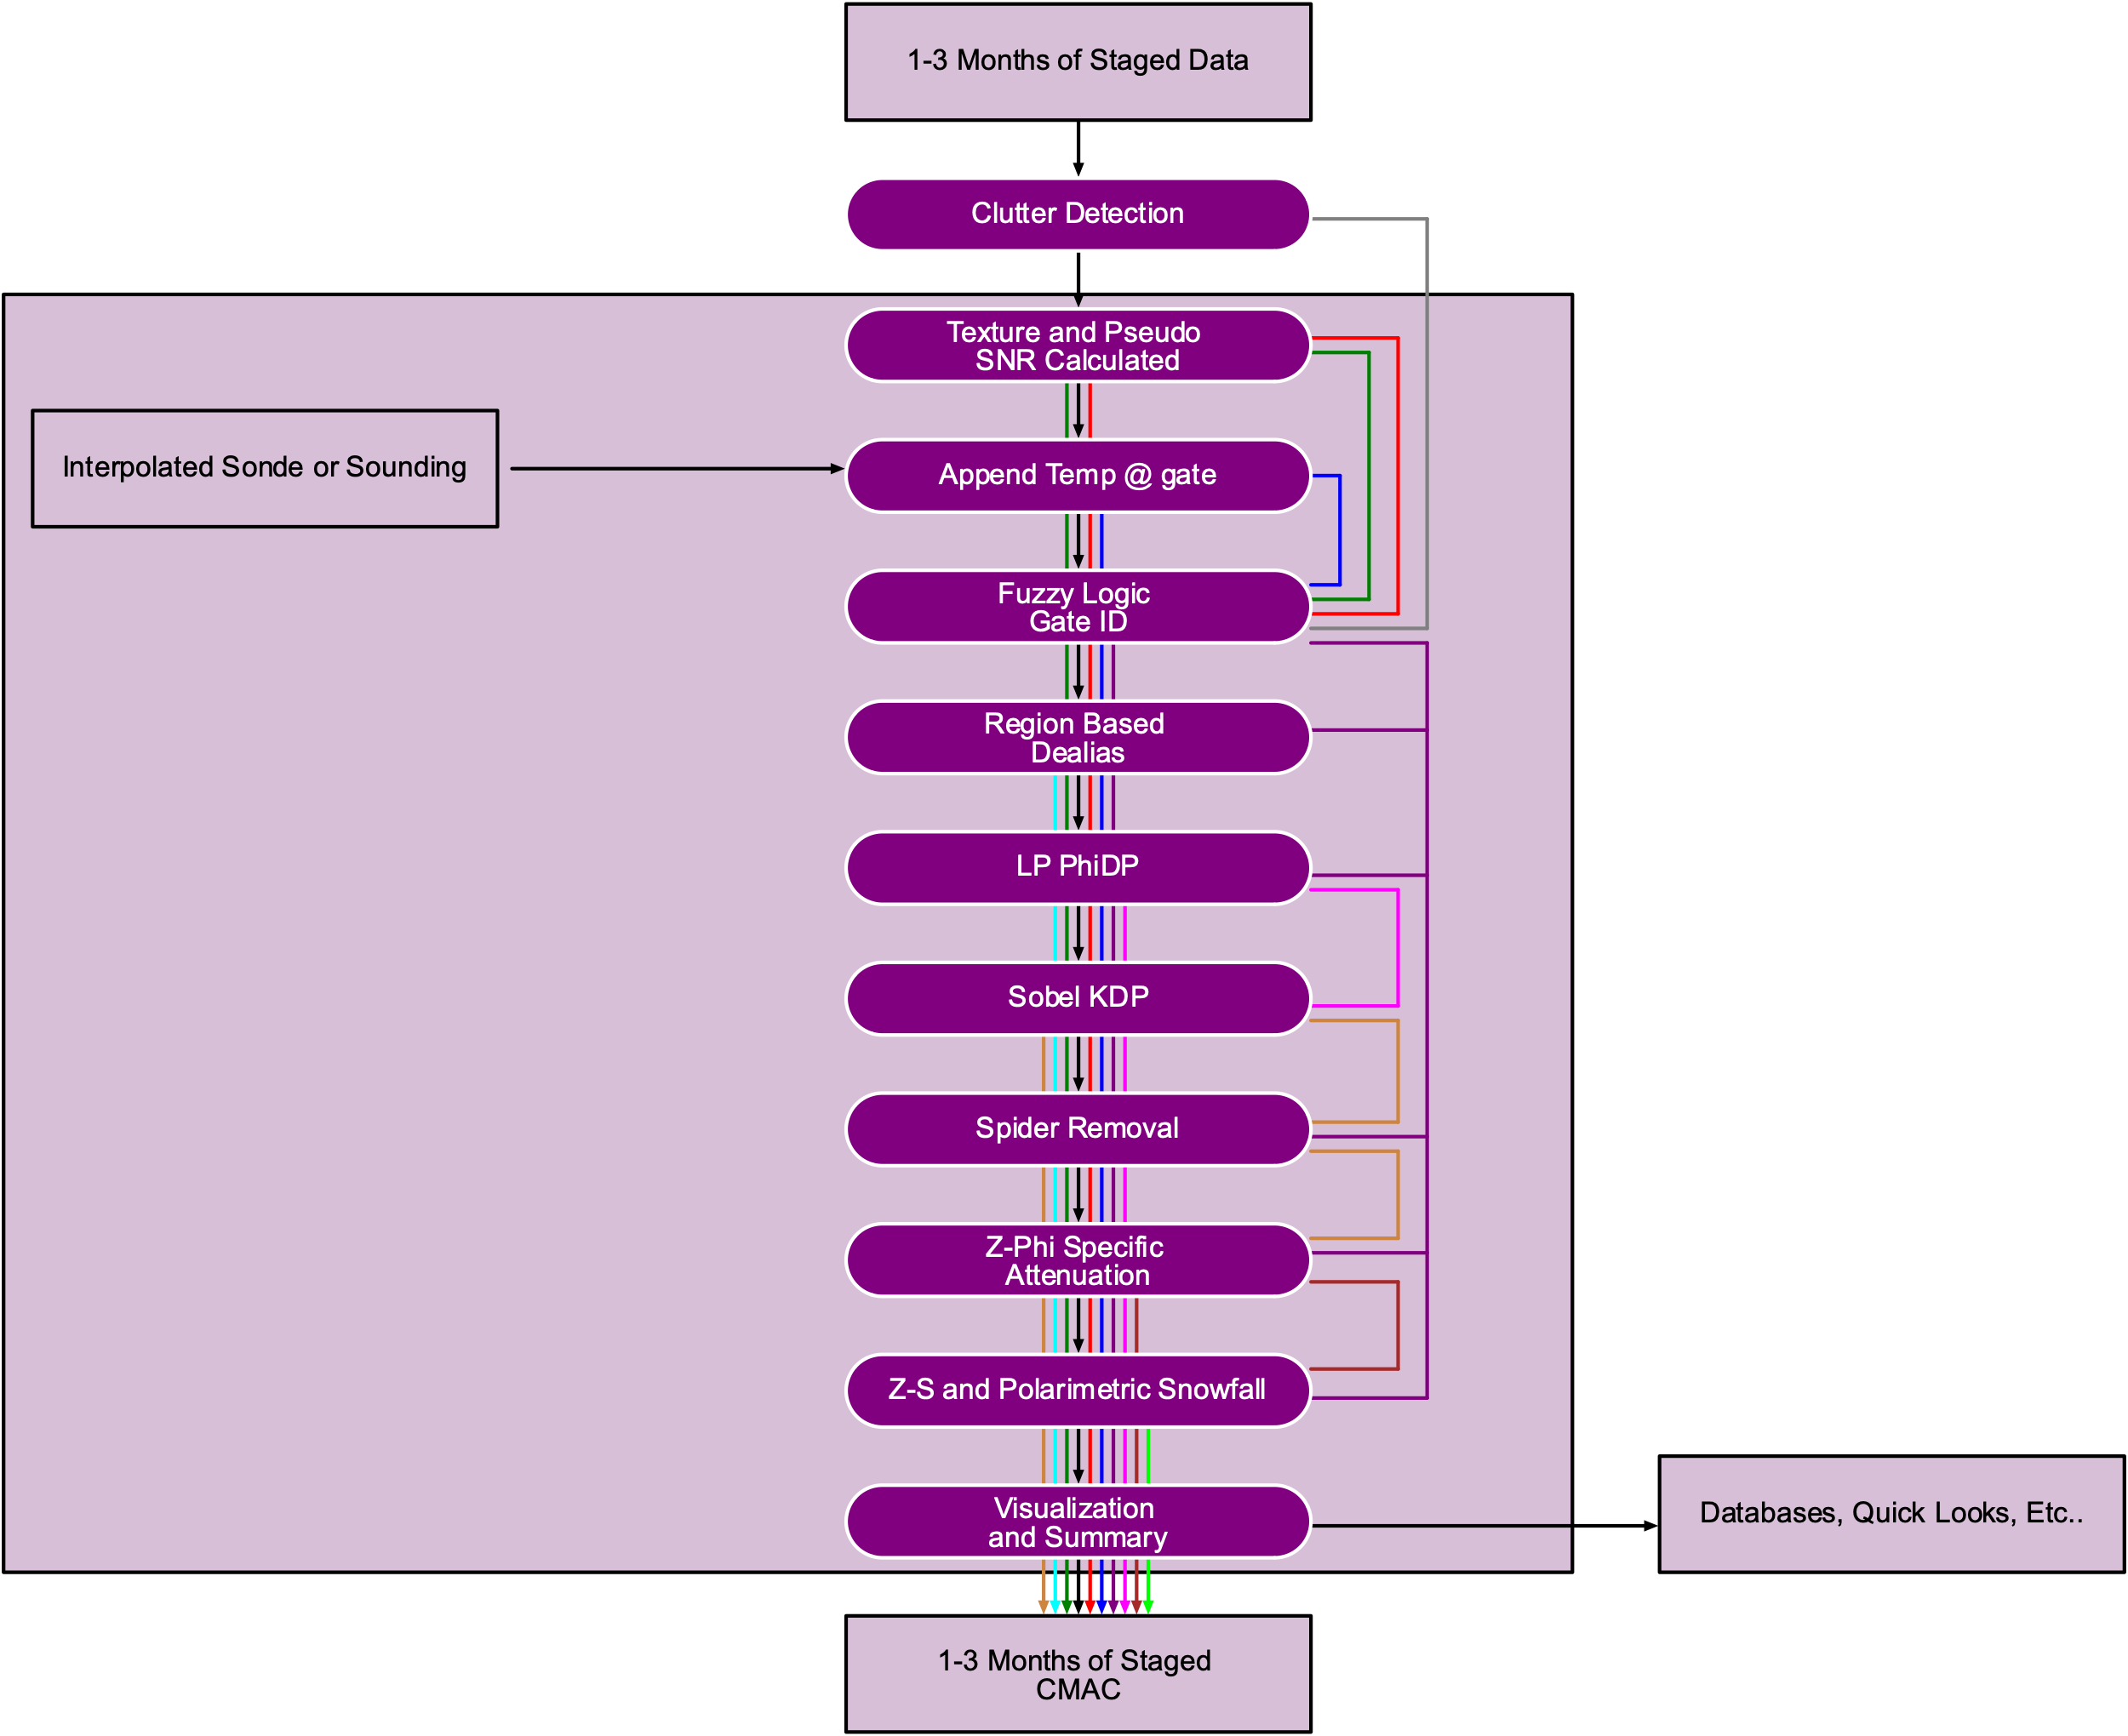 1-3 Months of Staged Data
Clutter Detection
Texture and Pseudo
SNR Calculated
Interpolated Sonde or Sounding
Append Temp @ gate
Fuzzy Logic
Gate ID
Region Based
Dealias
LP PhiDP
Sobel KDP
Spider Removal
Z-Phi Specific
Attenuation
Z-S and Polarimetric Snowfall
Visualization
and Summary
Databases, Quick Looks, Etc..
1-3 Months of Staged
CMAC